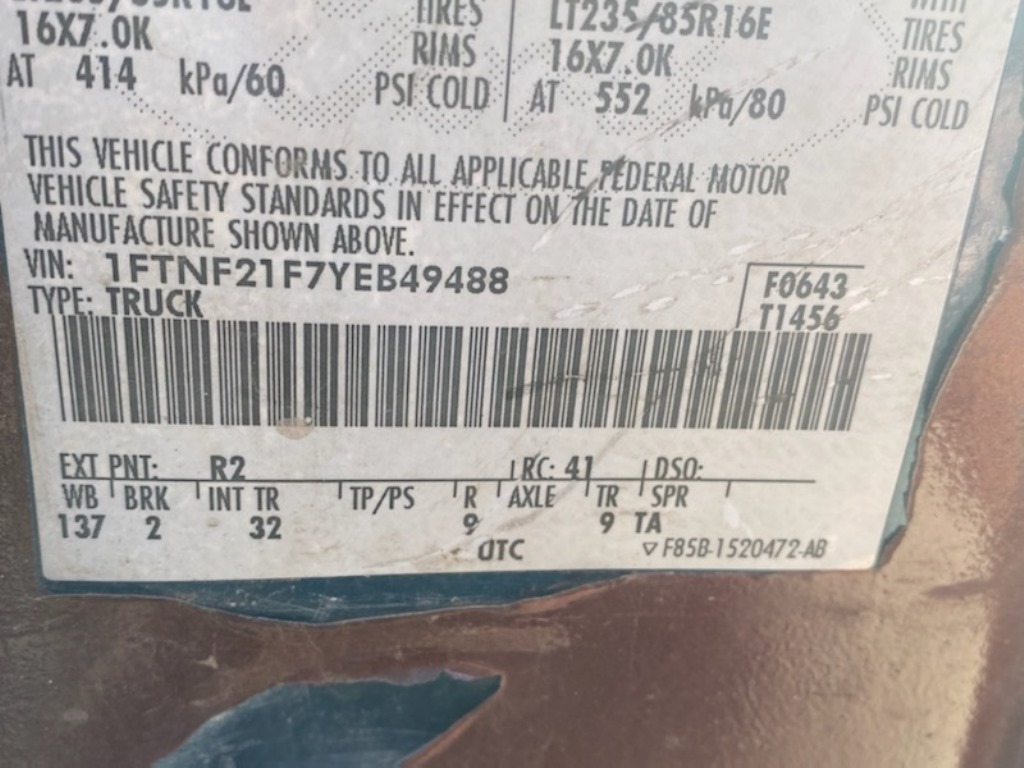 TIRES LT235/85R16E TIRES
16X7.0K RIMS 16X7.0K RIMS
AT 414 kPa/60 PSI COLD AT 552 kPa/80 PSI COLD
THIS VEHICLE CONFORMS TO ALL APPLICABLE FEDERAL MOTOR
VEHICLE SAFETY STANDARDS IN EFFECT ON THE DATE OF
MANUFACTURE SHOWN ABOVE.
VIN: 1FTNF21F7YEB49488 F0643
TYPE: TRUCK T1456
EXT PNT: R2 RC: 41 DSO:
WB BRK INT TR TP/PS R AXLE TR SPR
137 2 32 9 9 TA
UTC ▽ F85B-1520472-AB